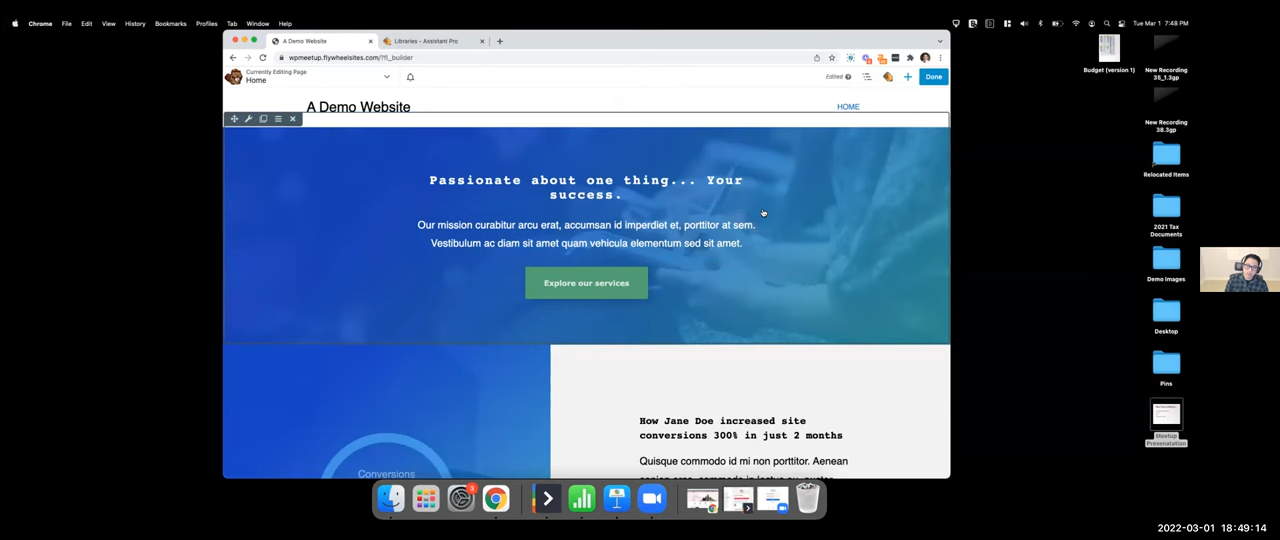 Chrome File Edit View History Bookmarks Profiles Tab Window Help
Tue Mar 1 7:48 PM
A Demo Website
Libraries - Assistant Pro
wpmeetup.flywheelsites.com/?fl_builder
Currently Editing Page
Home
Edited
Done
A Demo Website
HOME
Passionate about one thing... Your
success.
Our mission curabitur arcu erat, accumsan id imperdiet et, porttitor at sem.
Vestibulum ac diam sit amet quam vehicula elementum sed sit amet.
Explore our services
Conversions
How Jane Doe increased site
conversions 300% in just 2 months
Quisque commodo id mi non porttitor. Aenean
Budget (version 1)
New Recording
35_1.3gp
New Recording
38.3gp
Relocated Items
2021 Tax
Documents
Demo Images
Desktop
Pins
Meetup
Presenatation
3
2022-03-01 18:49:14